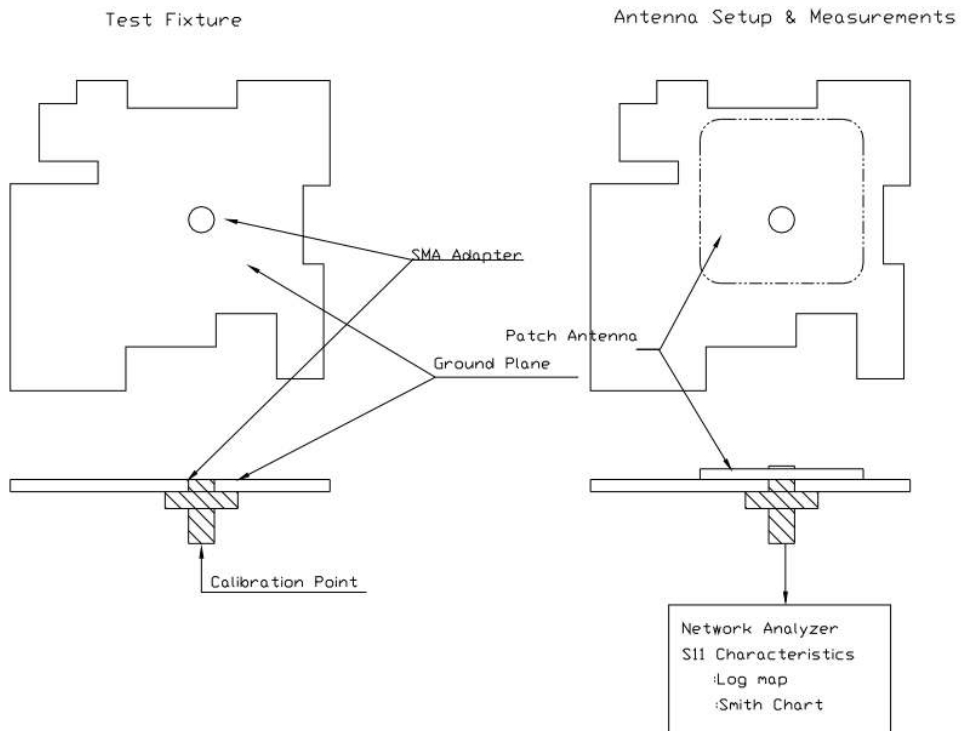 Test Fixture
Antenna Setup & Measurements
SMA Adapter
Patch Antenna
Ground Plane
Calibration Point
Network Analyzer
S11 Characteristics
:Log map
:Smith Chart